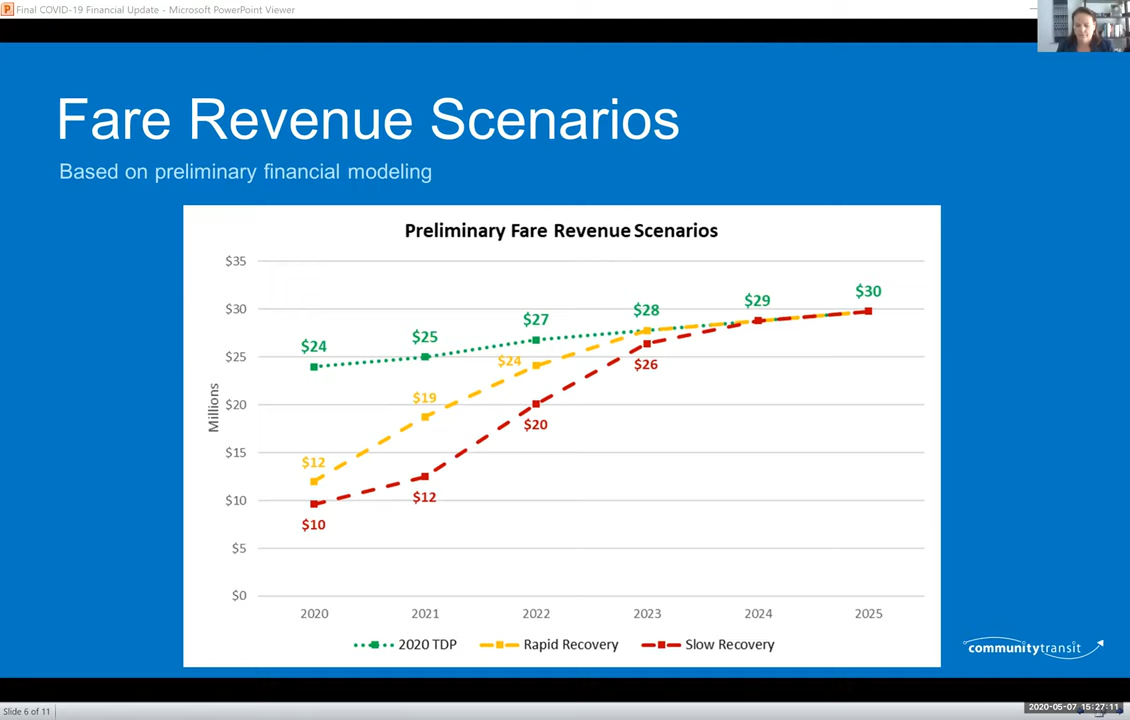 Final COVID-19 Financial Update - Microsoft PowerPoint Viewer
Fare Revenue Scenarios
Based on preliminary financial modeling
Preliminary Fare Revenue Scenarios
$35
$30
$25
$20
$15
$10
$5
$0
Millions
$24
$25
$27
$28
$29
$30
$12
$19
$24
$10
$12
$20
$26
2020 2021 2022 2023 2024 2025
2020 TDP Rapid Recovery Slow Recovery
communitytransit
Slide 6 of 11
2020-05-07 15:27:11